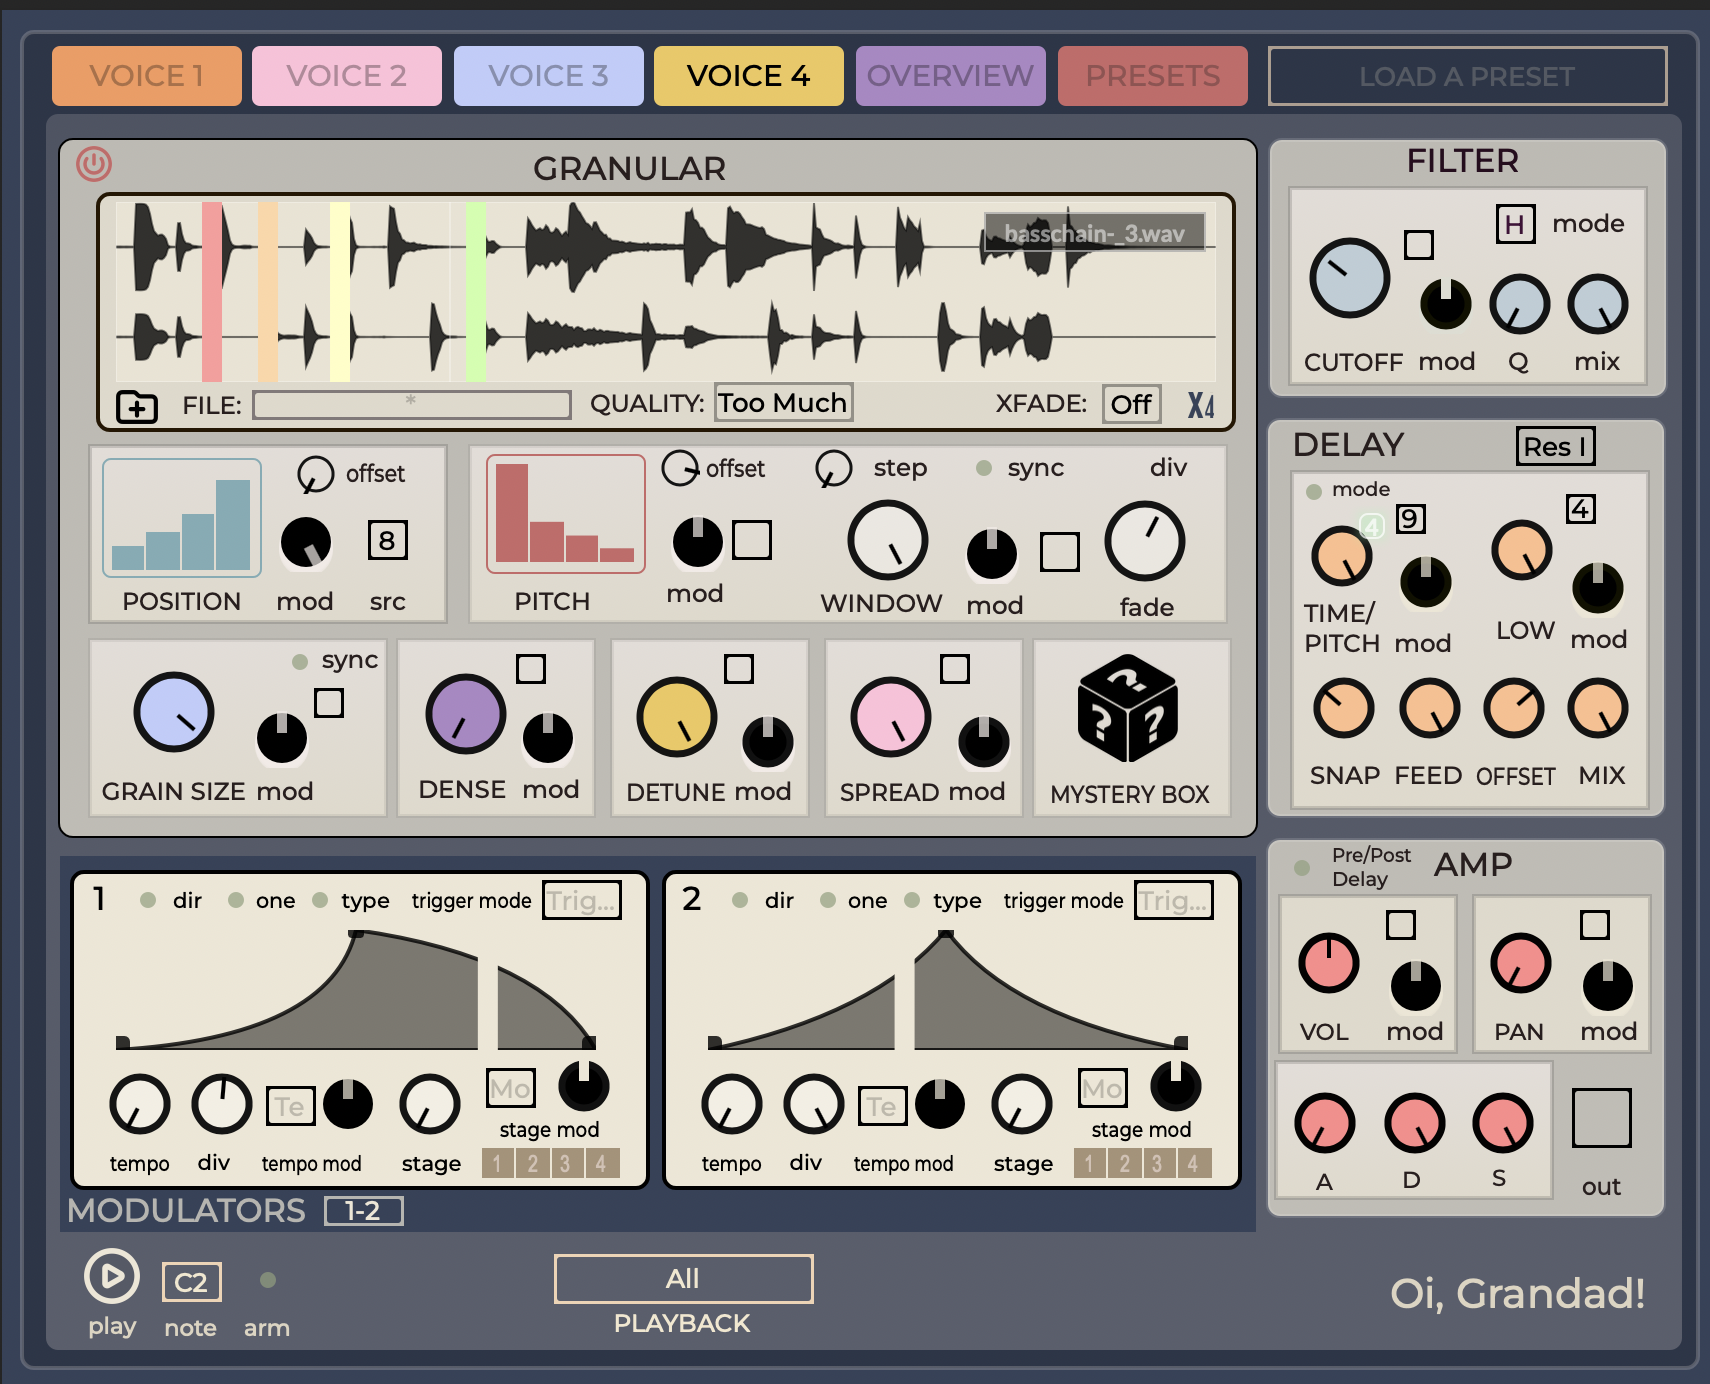 VOICE 1
VOICE 2
VOICE 3
VOICE 4
OVERVIEW
PRESETS
LOAD A PRESET
GRANULAR
basschain-_3.wav
FILE:
*
QUALITY:
Too Much
XFADE:
Off
X4
offset
8
POSITION
mod
src
offset
step
sync
div
PITCH
mod
WINDOW
mod
fade
sync
GRAIN SIZE
mod
DENSE
mod
DETUNE
mod
SPREAD
mod
? ? ?
MYSTERY BOX
FILTER
H
mode
CUTOFF
mod
Q
mix
DELAY
Res I
mode
4
9
4
TIME/
PITCH
mod
LOW
mod
SNAP
FEED
OFFSET
MIX
Pre/Post
Delay
AMP
VOL
mod
PAN
mod
A
D
S
out
1
dir
one
type
trigger mode
Trig...
Te
Mo
stage mod
tempo
div
tempo mod
stage
1 2 3 4
2
dir
one
type
trigger mode
Trig...
Te
Mo
stage mod
tempo
div
tempo mod
stage
1 2 3 4
MODULATORS
1-2
play
C2
note
arm
All
PLAYBACK
Oi, Grandad!